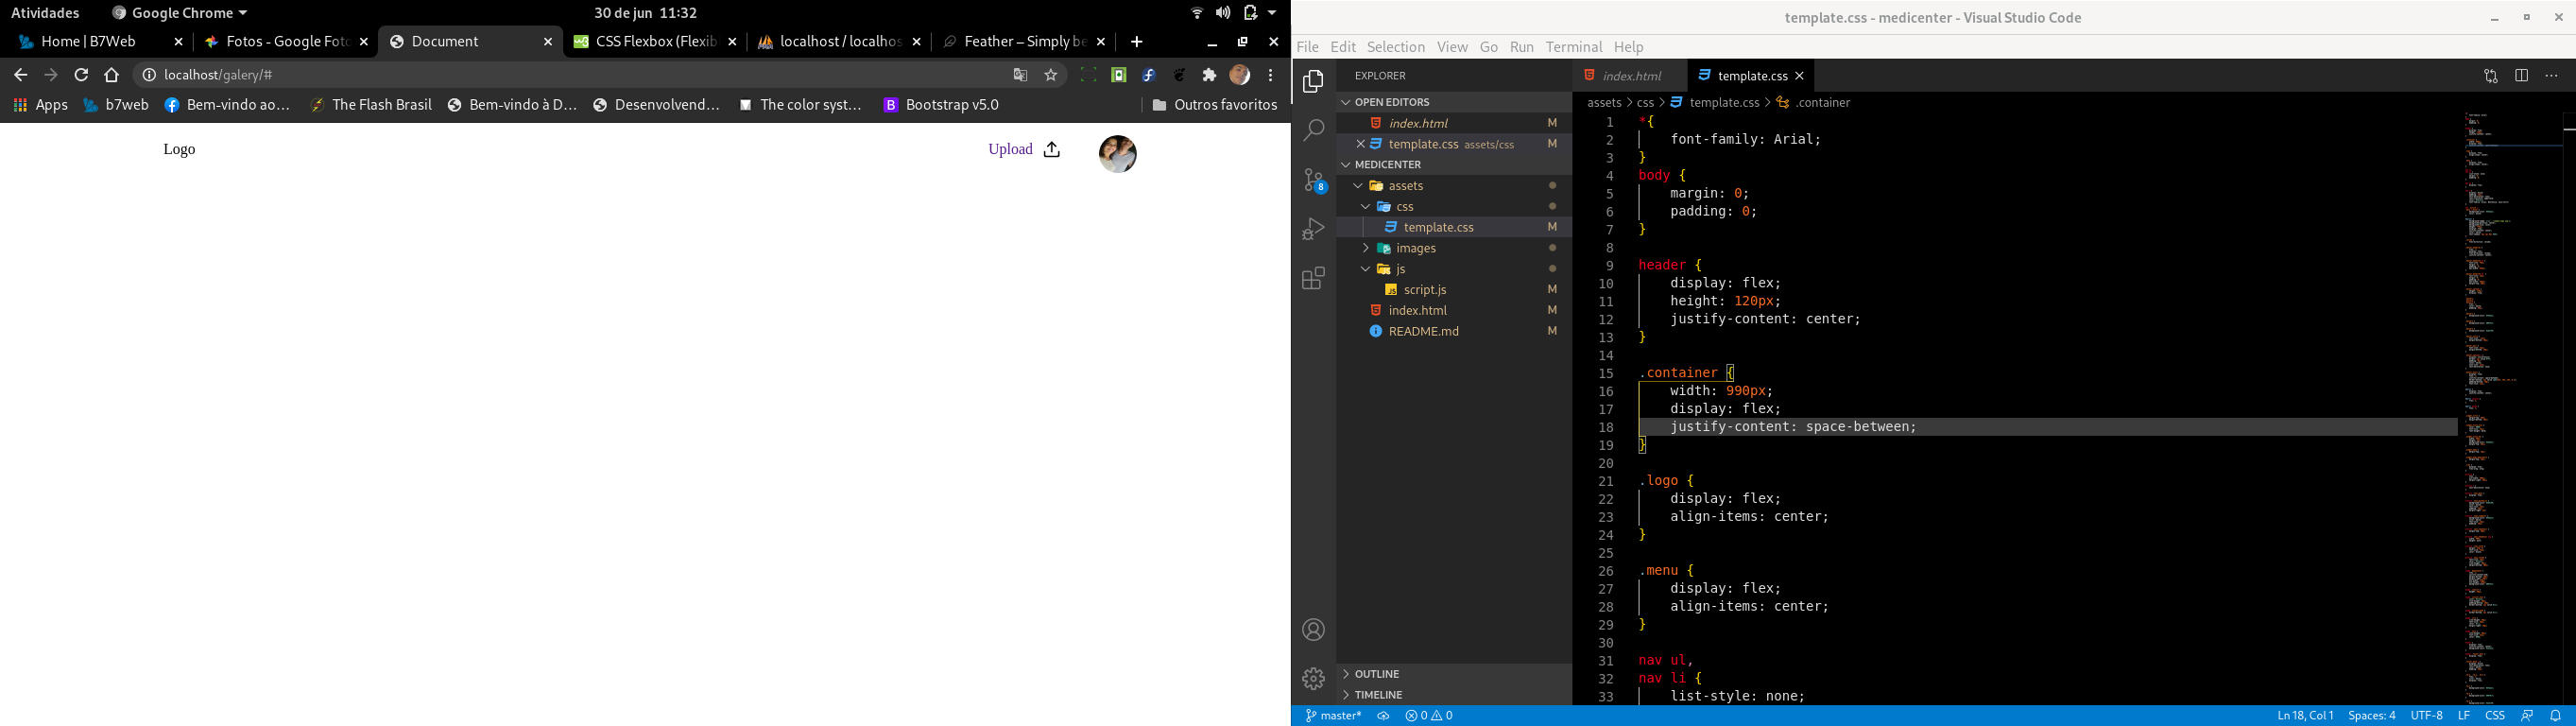 Atividades Google Chrome 30 de jun 11:32
Home | B7Web Fotos - Google Foto Document CSS Flexbox (Flexib localhost / localhos Feather – Simply be
localhost/galery/#
Apps b7web Bem-vindo ao... The Flash Brasil Bem-vindo à D... Desenvolvend... The color syst... Bootstrap v5.0 Outros favoritos
Logo Upload
template.css - medicenter - Visual Studio Code
File Edit Selection View Go Run Terminal Help
EXPLORER
OPEN EDITORS
index.html M
template.css assets/css M
MEDICENTER
assets
css
template.css M
images
js
script.js M
index.html M
README.md M
OUTLINE
TIMELINE
8
index.html template.css
assets > css > template.css > .container
1 *{
2 font-family: Arial;
3 }
4 body {
5 margin: 0;
6 padding: 0;
7 }
8
9 header {
10 display: flex;
11 height: 120px;
12 justify-content: center;
13 }
14
15 .container {
16 width: 990px;
17 display: flex;
18 justify-content: space-between;
19 }
20
21 .logo {
22 display: flex;
23 align-items: center;
24 }
25
26 .menu {
27 display: flex;
28 align-items: center;
29 }
30
31 nav ul,
32 nav li {
33 list-style: none;
master* 0 0 Ln 18, Col 1 Spaces: 4 UTF-8 LF CSS